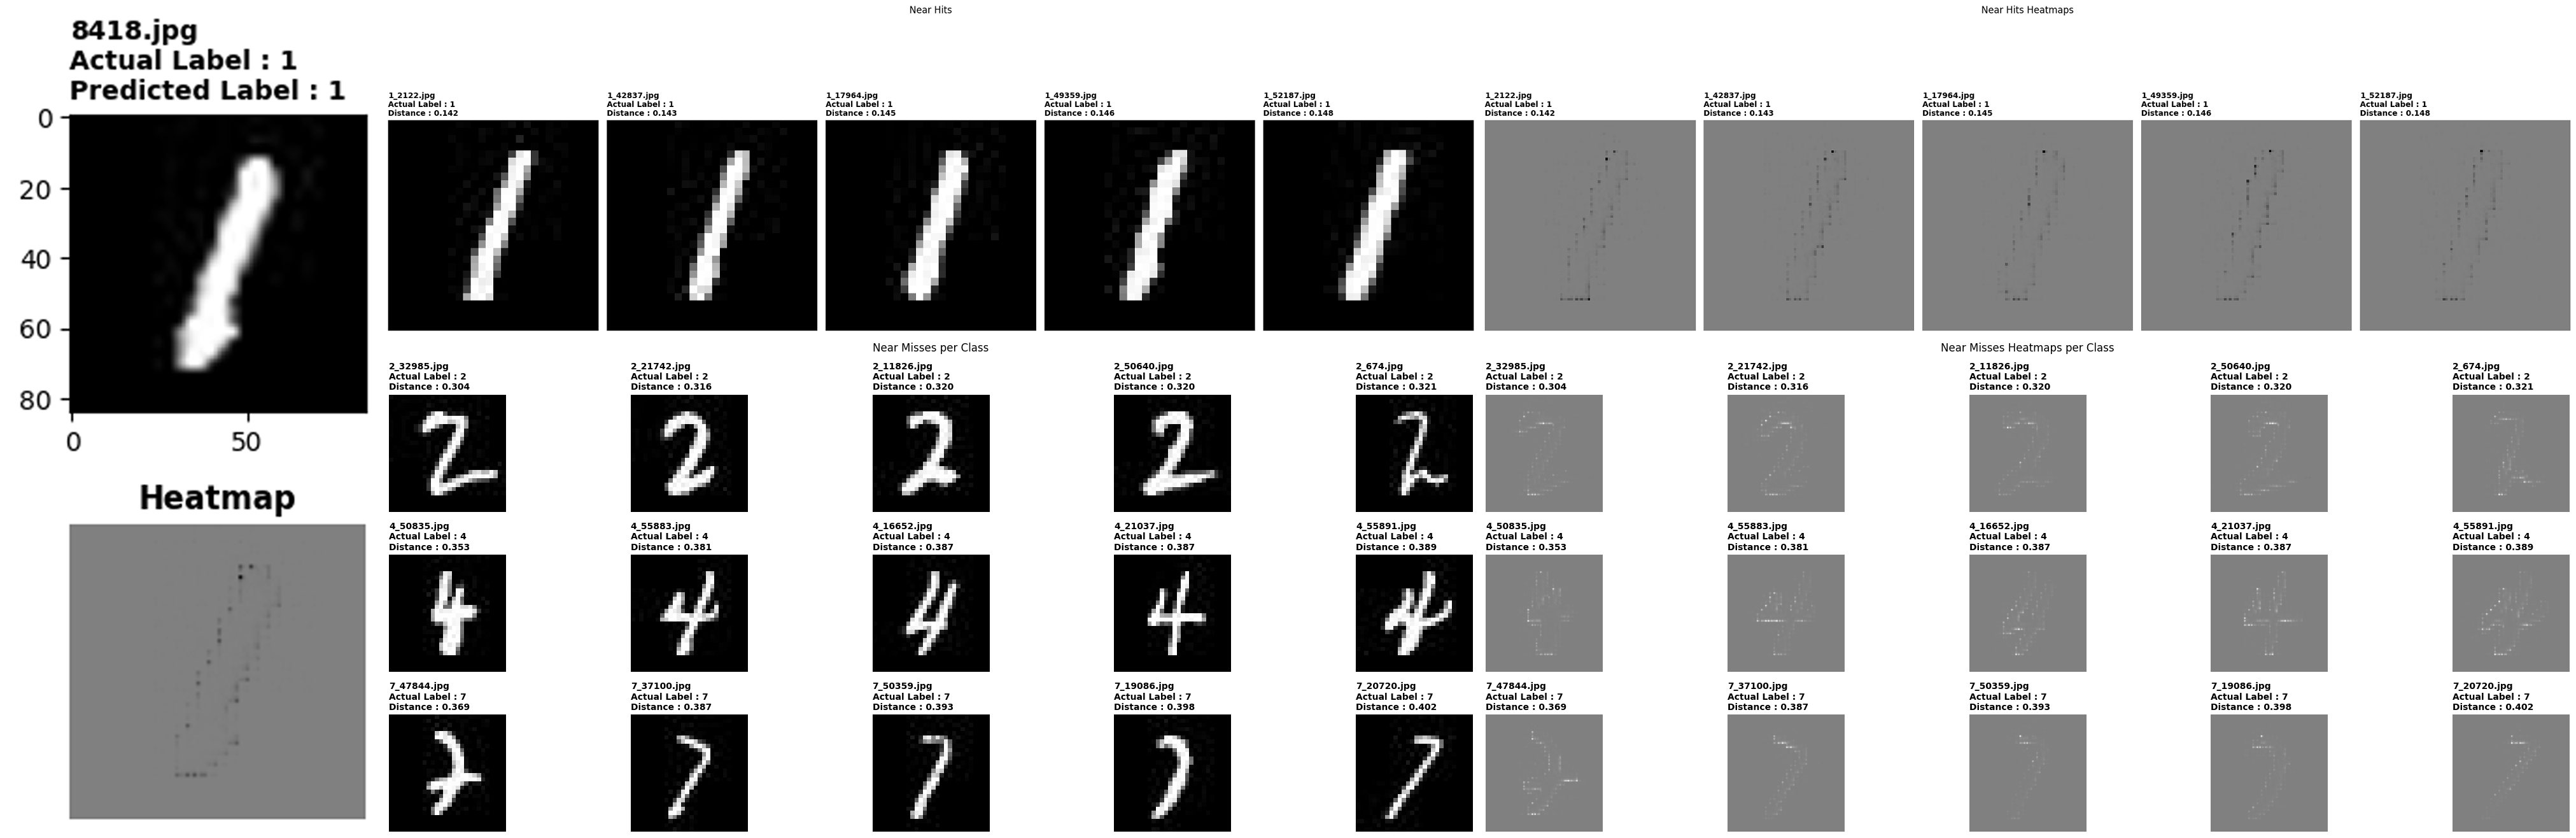 Near Hits
Near Hits Heatmaps
8418.jpg
Actual Label : 1
Predicted Label : 1
0
20
40
60
80
0
50
Heatmap
1_2122.jpg
Actual Label : 1
Distance : 0.142
1_42837.jpg
Actual Label : 1
Distance : 0.143
1_17964.jpg
Actual Label : 1
Distance : 0.145
1_49359.jpg
Actual Label : 1
Distance : 0.146
1_52187.jpg
Actual Label : 1
Distance : 0.148
1_2122.jpg
Actual Label : 1
Distance : 0.142
1_42837.jpg
Actual Label : 1
Distance : 0.143
1_17964.jpg
Actual Label : 1
Distance : 0.145
1_49359.jpg
Actual Label : 1
Distance : 0.146
1_52187.jpg
Actual Label : 1
Distance : 0.148
Near Misses per Class
Near Misses Heatmaps per Class
2_32985.jpg
Actual Label : 2
Distance : 0.304
2_21742.jpg
Actual Label : 2
Distance : 0.316
2_11826.jpg
Actual Label : 2
Distance : 0.320
2_50640.jpg
Actual Label : 2
Distance : 0.320
2_674.jpg
Actual Label : 2
Distance : 0.321
2_32985.jpg
Actual Label : 2
Distance : 0.304
2_21742.jpg
Actual Label : 2
Distance : 0.316
2_11826.jpg
Actual Label : 2
Distance : 0.320
2_50640.jpg
Actual Label : 2
Distance : 0.320
2_674.jpg
Actual Label : 2
Distance : 0.321
4_50835.jpg
Actual Label : 4
Distance : 0.353
4_55883.jpg
Actual Label : 4
Distance : 0.381
4_16652.jpg
Actual Label : 4
Distance : 0.387
4_21037.jpg
Actual Label : 4
Distance : 0.387
4_55891.jpg
Actual Label : 4
Distance : 0.389
4_50835.jpg
Actual Label : 4
Distance : 0.353
4_55883.jpg
Actual Label : 4
Distance : 0.381
4_16652.jpg
Actual Label : 4
Distance : 0.387
4_21037.jpg
Actual Label : 4
Distance : 0.387
4_55891.jpg
Actual Label : 4
Distance : 0.389
7_47844.jpg
Actual Label : 7
Distance : 0.369
7_37100.jpg
Actual Label : 7
Distance : 0.387
7_50359.jpg
Actual Label : 7
Distance : 0.393
7_19086.jpg
Actual Label : 7
Distance : 0.398
7_20720.jpg
Actual Label : 7
Distance : 0.402
7_47844.jpg
Actual Label : 7
Distance : 0.369
7_37100.jpg
Actual Label : 7
Distance : 0.387
7_50359.jpg
Actual Label : 7
Distance : 0.393
7_19086.jpg
Actual Label : 7
Distance : 0.398
7_20720.jpg
Actual Label : 7
Distance : 0.402